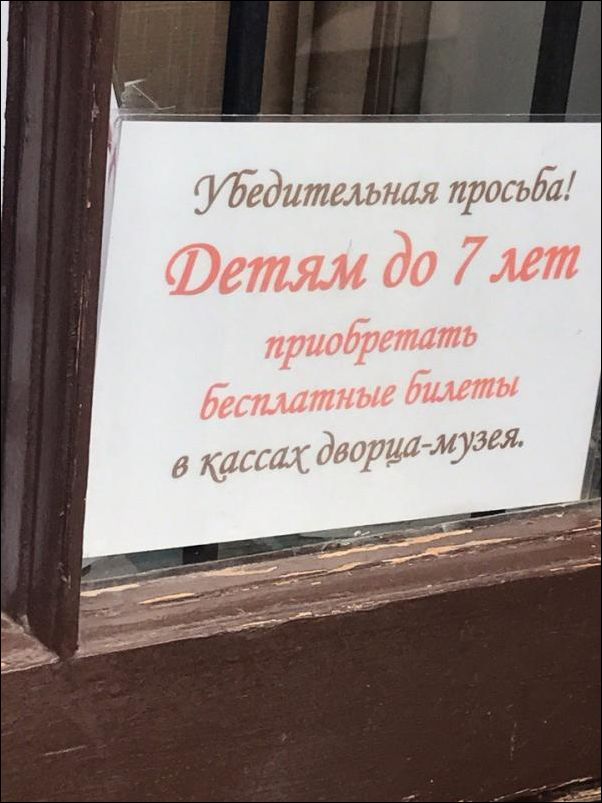 Убедительная просьба!
Детям до 7 лет
приобретать
бесплатные билеты
в кассах дворца-музея.